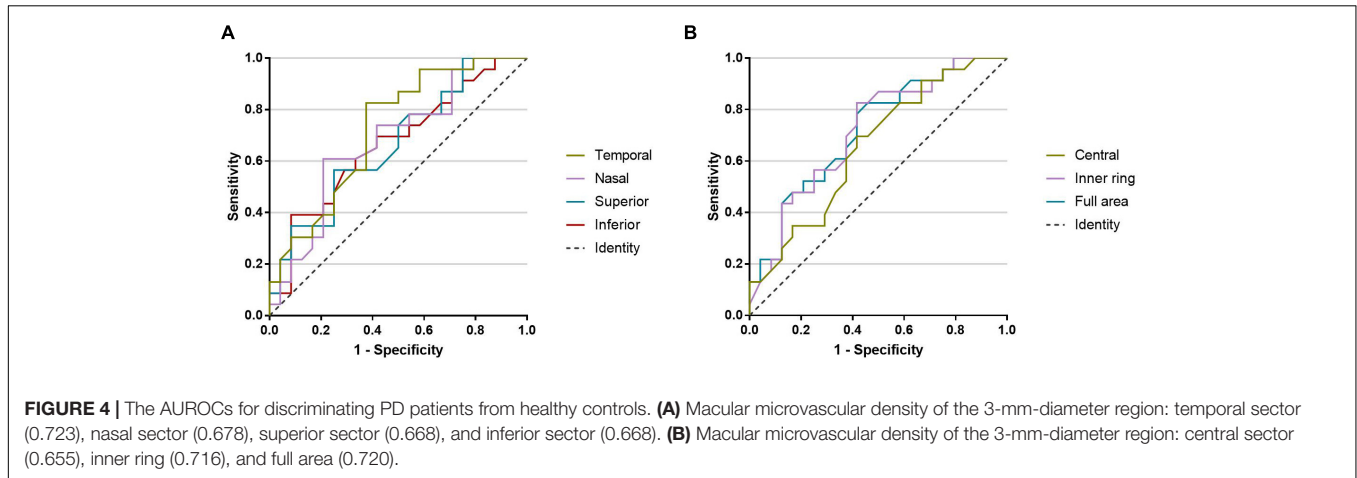 A
1.0
0.8
0.6
0.4
0.2
0.0
Sensitivity
0.0 0.2 0.4 0.6 0.8 1.0
1 - Specificity
Temporal
Nasal
Superior
Inferior
Identity
B
1.0
0.8
0.6
0.4
0.2
0.0
Sensitivity
0.0 0.2 0.4 0.6 0.8 1.0
1 - Specificity
Central
Inner ring
Full area
Identity
FIGURE 4 | The AUROCs for discriminating PD patients from healthy controls. (A) Macular microvascular density of the 3-mm-diameter region: temporal sector
(0.723), nasal sector (0.678), superior sector (0.668), and inferior sector (0.668). (B) Macular microvascular density of the 3-mm-diameter region: central sector
(0.655), inner ring (0.716), and full area (0.720).